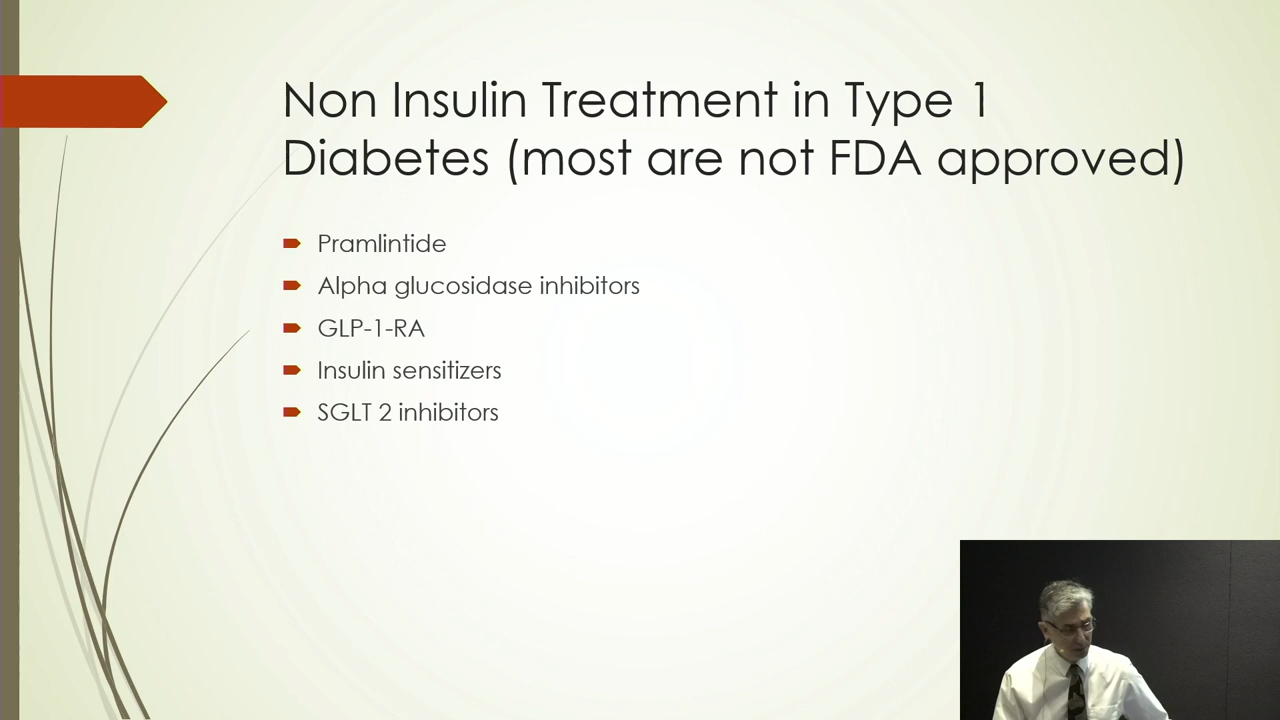 Non Insulin Treatment in Type 1
Diabetes (most are not FDA approved)
Pramlintide
Alpha glucosidase inhibitors
GLP-1-RA
Insulin sensitizers
SGLT 2 inhibitors